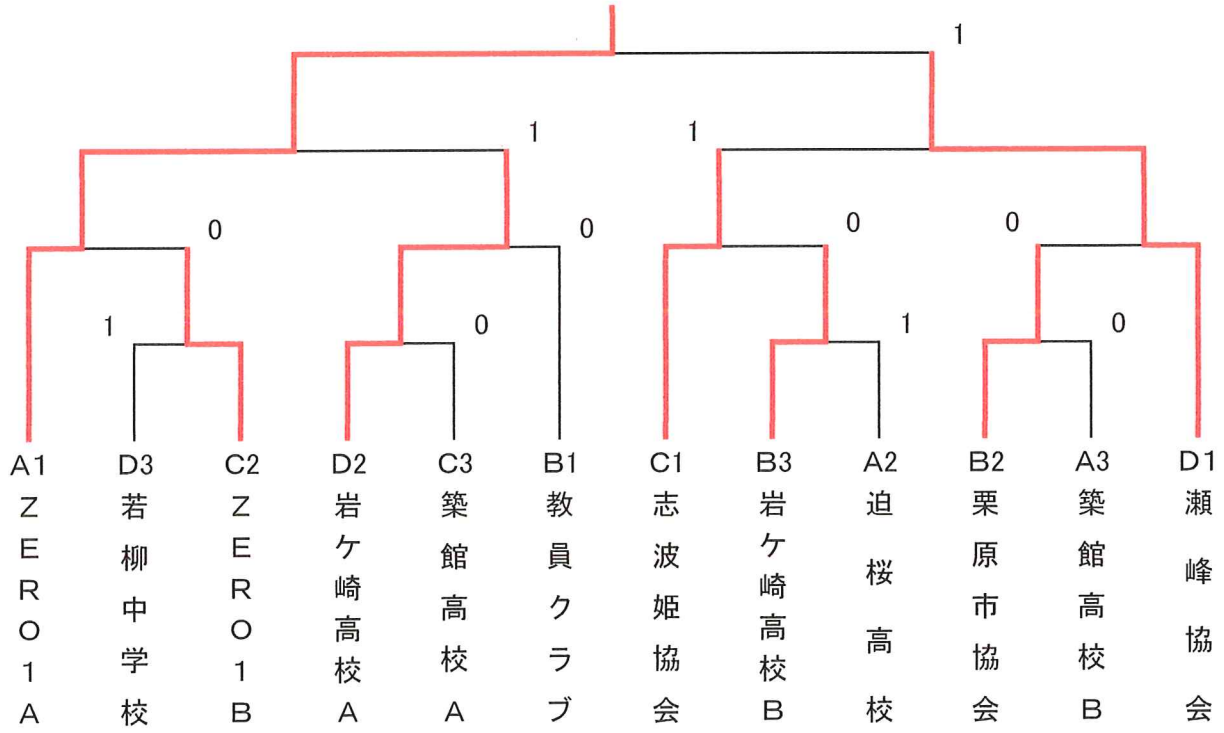 1
1
1
0
0
0
0
1
0
1
0
A1
D3
C2
D2
C3
B1
C1
B3
A2
B2
A3
D1
ZERO1A
若柳中学校
ZERO1B
岩ケ崎高校A
築館高校A
教員クラブ
志波姫協会
岩ケ崎高校B
迫桜高校
栗原市協会
築館高校B
瀬峰協会